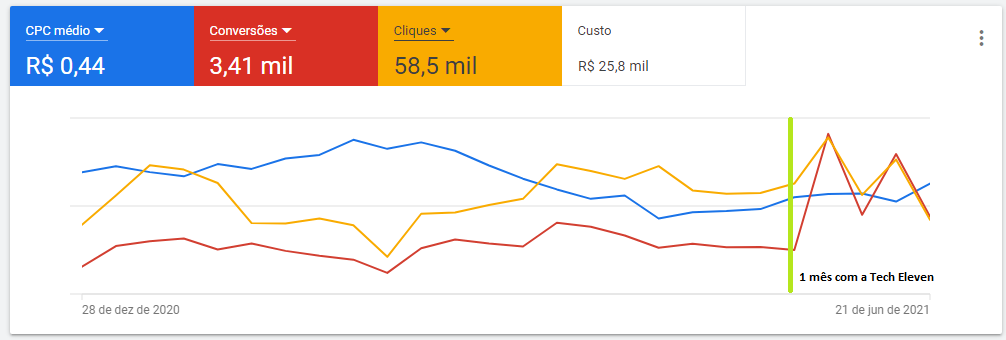 CPC médio
Conversões
Cliques
Custo
R$ 0,44
3,41 mil
58,5 mil
R$ 25,8 mil
1 mês com a Tech Eleven
28 de dez de 2020
21 de jun de 2021